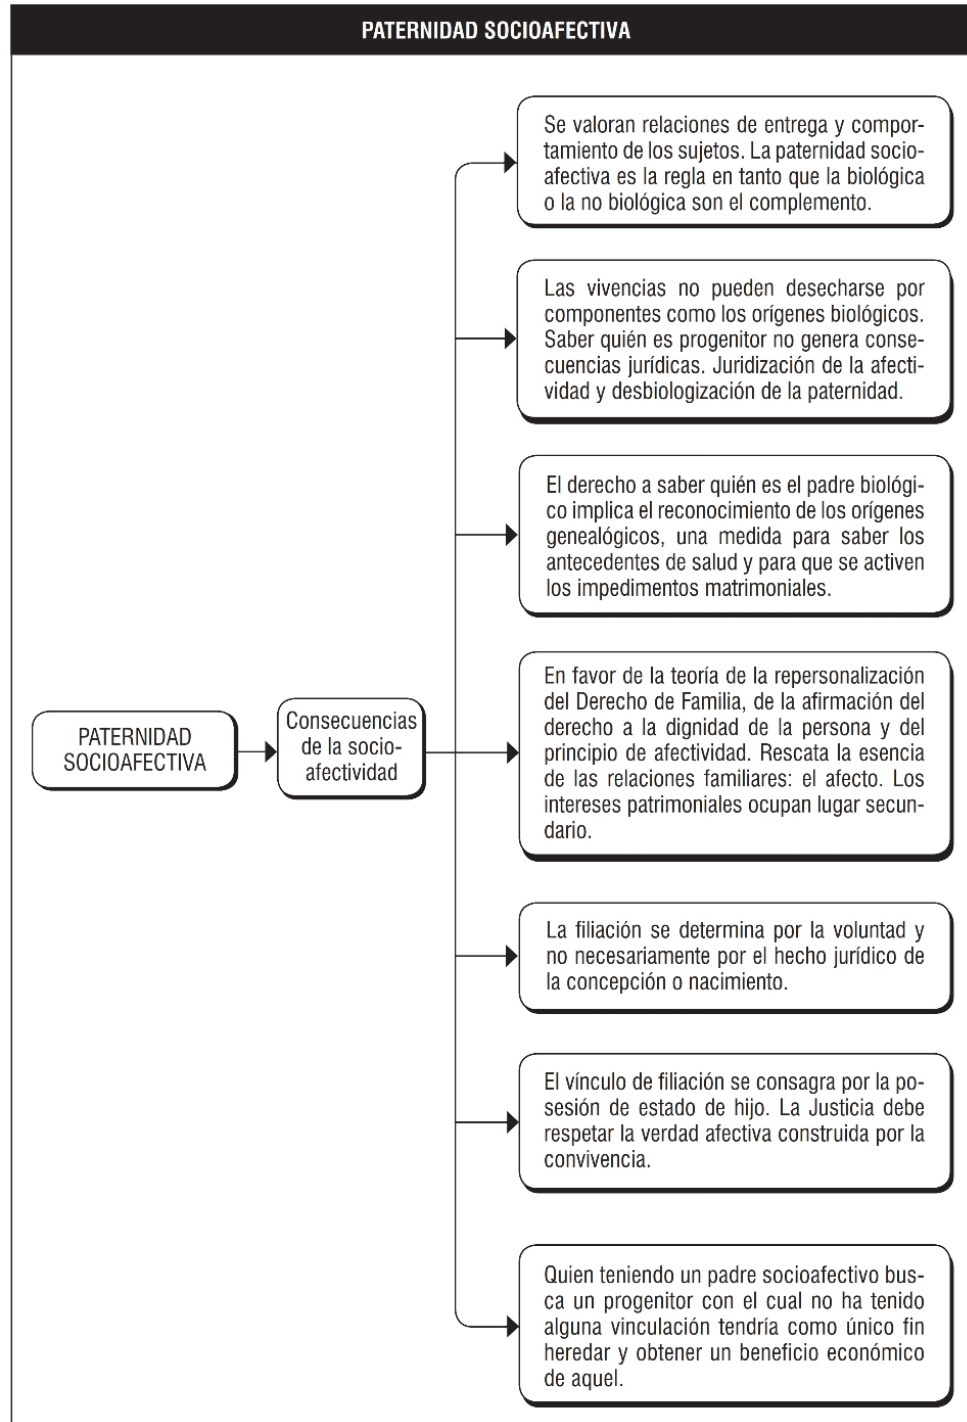 PATERNIDAD SOCIOAFECTIVA
Se valoran relaciones de entrega y compor-
tamiento de los sujetos. La paternidad socio-
afectiva es la regla en tanto que la biológica
o la no biológica son el complemento.
Las vivencias no pueden desecharse por
componentes como los orígenes biológicos.
Saber quién es progenitor no genera conse-
cuencias jurídicas. Juridización de la afecti-
vidad y desbiologización de la paternidad.
El derecho a saber quién es el padre biológi-
co implica el reconocimiento de los orígenes
genealógicos, una medida para saber los
antecedentes de salud y para que se activen
los impedimentos matrimoniales.
PATERNIDAD
SOCIOAFECTIVA
Consecuencias
de la socio-
afectividad
En favor de la teoría de la repersonalización
del Derecho de Familia, de la afirmación del
derecho a la dignidad de la persona y del
principio de afectividad. Rescata la esencia
de las relaciones familiares: el afecto. Los
intereses patrimoniales ocupan lugar secun-
dario.
La filiación se determina por la voluntad y
no necesariamente por el hecho jurídico de
la concepción o nacimiento.
El vínculo de filiación se consagra por la po-
sesión de estado de hijo. La Justicia debe
respetar la verdad afectiva construida por la
convivencia.
Quien teniendo un padre socioafectivo bus-
ca un progenitor con el cual no ha tenido
alguna vinculación tendría como único fin
heredar y obtener un beneficio económico
de aquel.